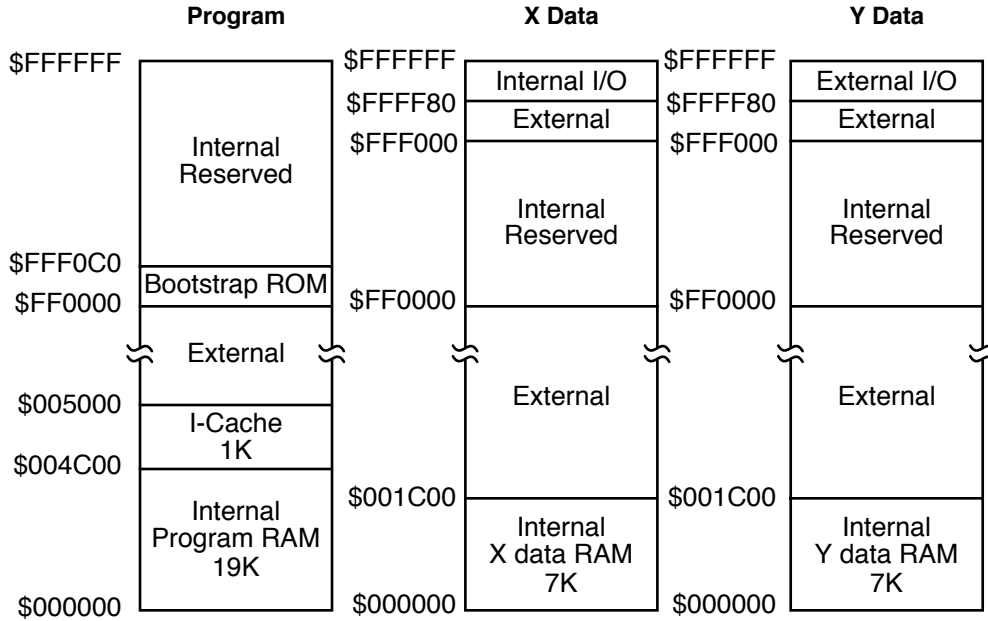 Program
$FFFFFF
Internal
Reserved
$FFF0C0
Bootstrap ROM
$FF0000
External
$005000
I-Cache
1K
$004C00
Internal
Program RAM
19K
$000000
X Data
$FFFFFF
Internal I/O
$FFFF80
External
$FFF000
Internal
Reserved
$FF0000
External
$001C00
Internal
X data RAM
7K
$000000
Y Data
$FFFFFF
External I/O
$FFFF80
External
$FFF000
Internal
Reserved
$FF0000
External
$001C00
Internal
Y data RAM
7K
$000000